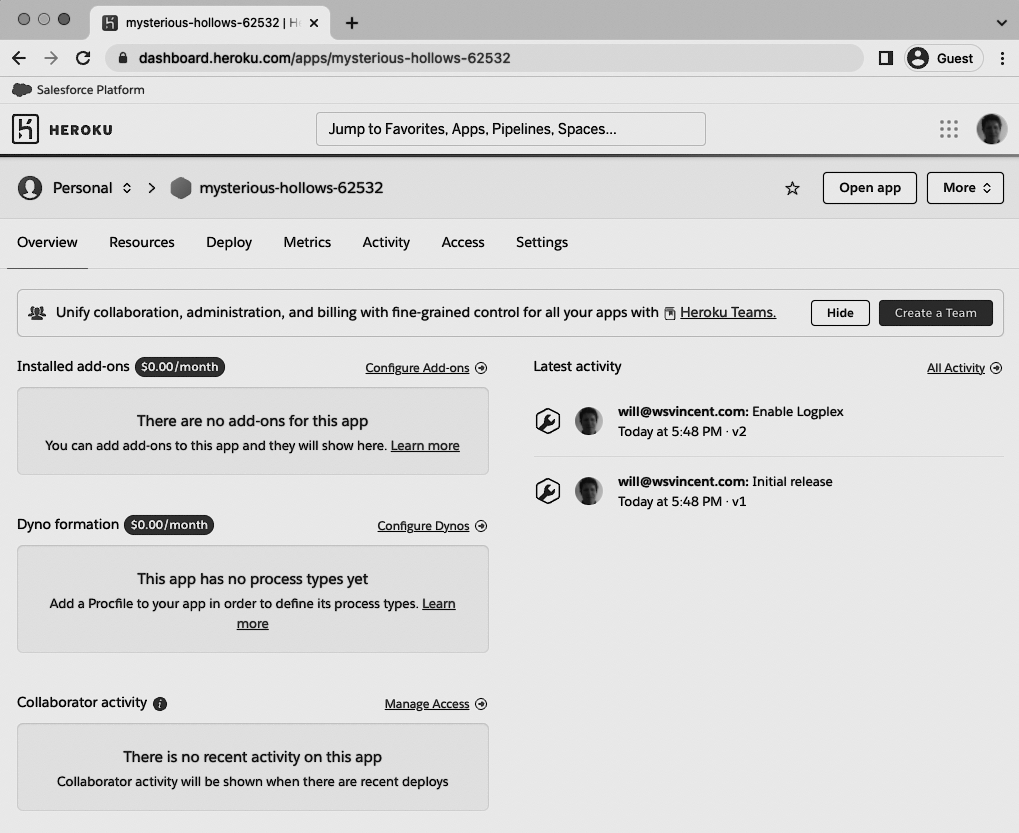 mysterious-hollows-62532 | H
dashboard.heroku.com/apps/mysterious-hollows-62532
Guest
Salesforce Platform
HEROKU
Jump to Favorites, Apps, Pipelines, Spaces...
Personal
mysterious-hollows-62532
Open app
More
Overview
Resources
Deploy
Metrics
Activity
Access
Settings
Unify collaboration, administration, and billing with fine-grained control for all your apps with Heroku Teams.
Hide
Create a Team
Installed add-ons $0.00/month
Configure Add-ons
There are no add-ons for this app
You can add add-ons to this app and they will show here. Learn more
Dyno formation $0.00/month
Configure Dynos
This app has no process types yet
Add a Procfile to your app in order to define its process types. Learn
more
Collaborator activity
Manage Access
There is no recent activity on this app
Collaborator activity will be shown when there are recent deploys
Latest activity
All Activity
will@wsvincent.com: Enable Logplex
Today at 5:48 PM · v2
will@wsvincent.com: Initial release
Today at 5:48 PM · v1